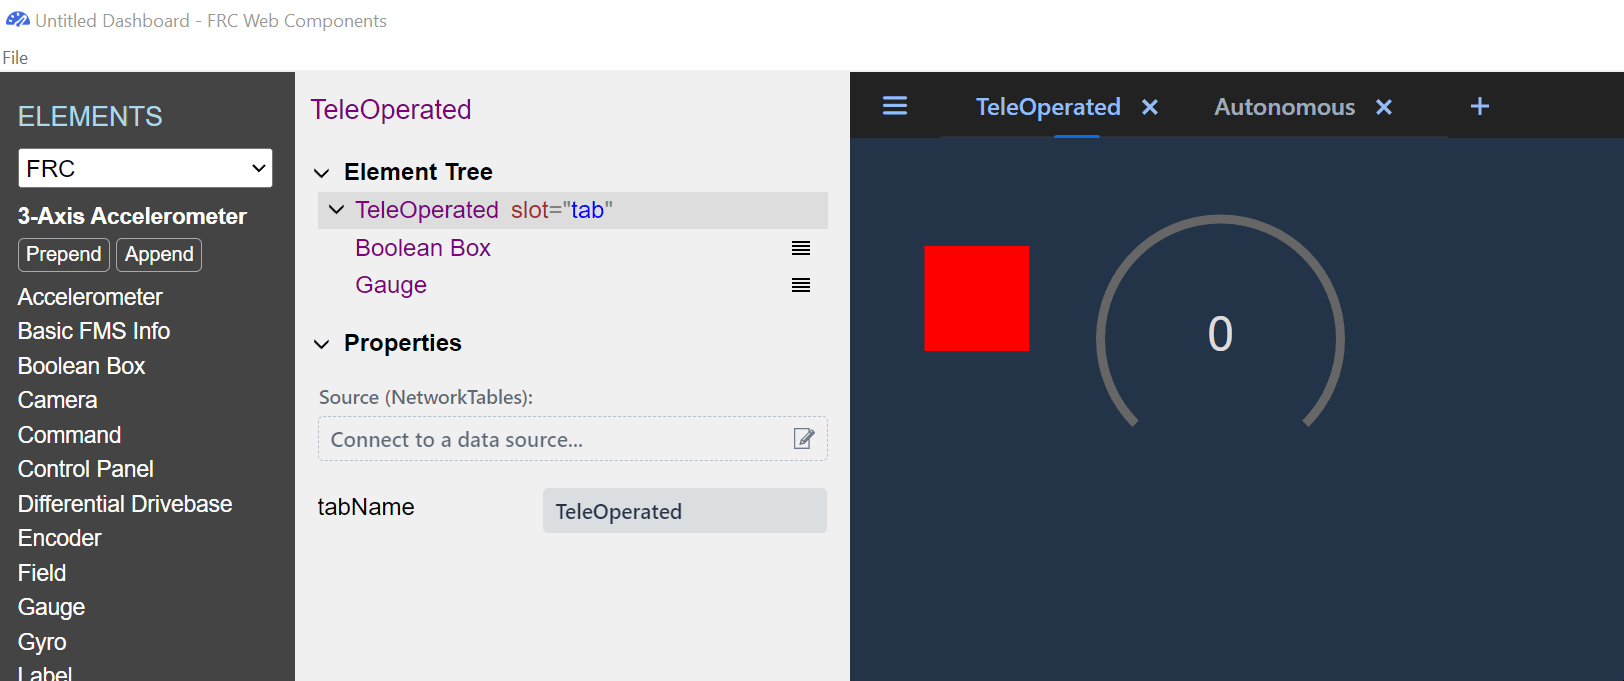 Untitled Dashboard - FRC Web Components
File
ELEMENTS
FRC
3-Axis Accelerometer
Prepend Append
Accelerometer
Basic FMS Info
Boolean Box
Camera
Command
Control Panel
Differential Drivebase
Encoder
Field
Gauge
Gyro
Label
TeleOperated
Element Tree
TeleOperated slot="tab"
Boolean Box
Gauge
Properties
Source (NetworkTables):
Connect to a data source...
tabName TeleOperated
TeleOperated Autonomous
0